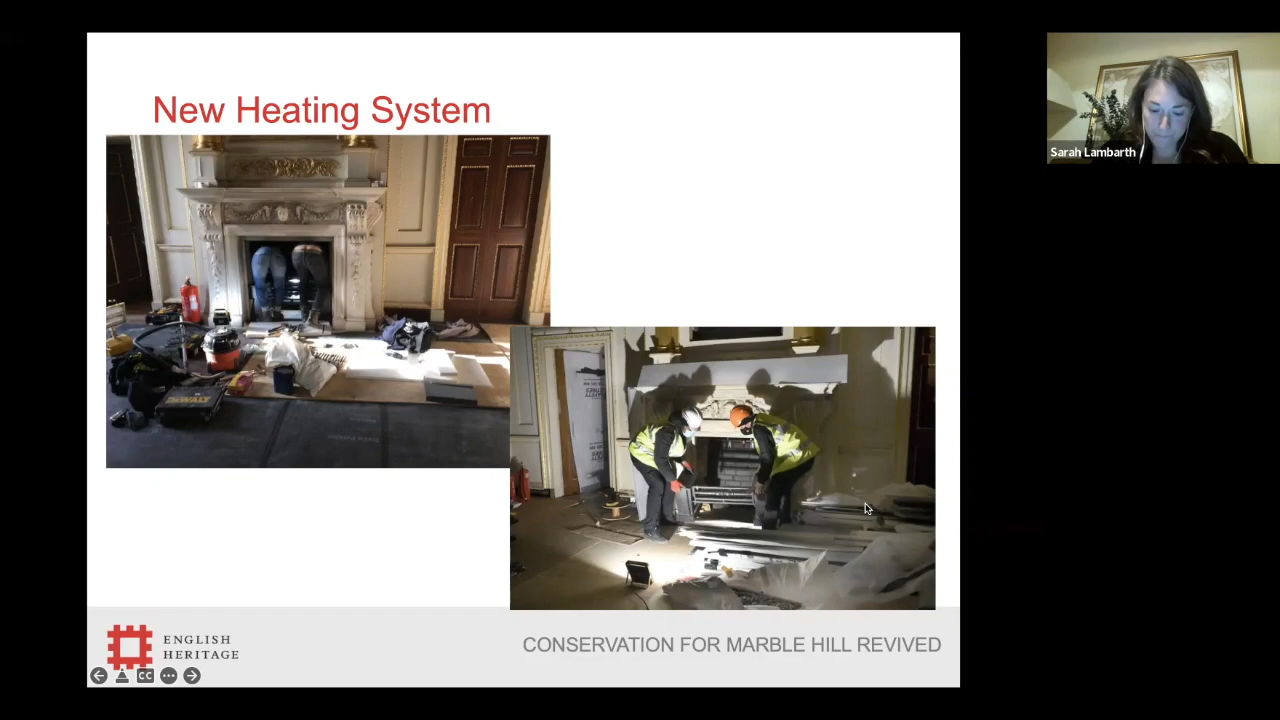 New Heating System
Sarah Lambarth
DEWALT
ENGLISH
HERITAGE
CONSERVATION FOR MARBLE HILL REVIVED
CC